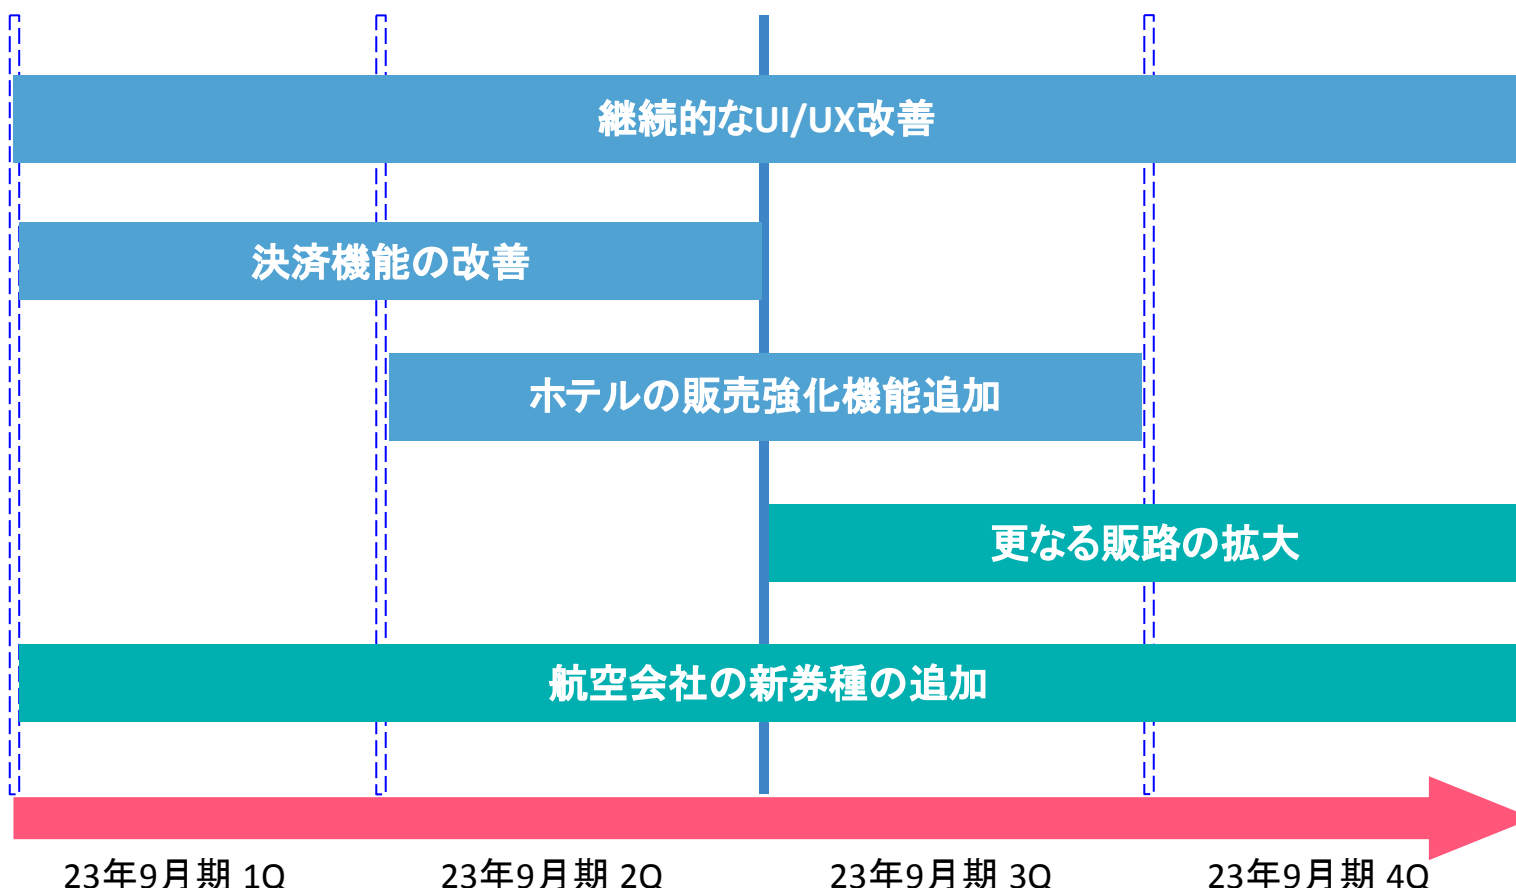 継続的なUI/UX改善
決済機能の改善
ホテルの販売強化機能追加
更なる販路の拡大
航空会社の新券種の追加
23年9月期 1Q
23年9月期 2Q
23年9月期 3Q
23年9月期 4Q